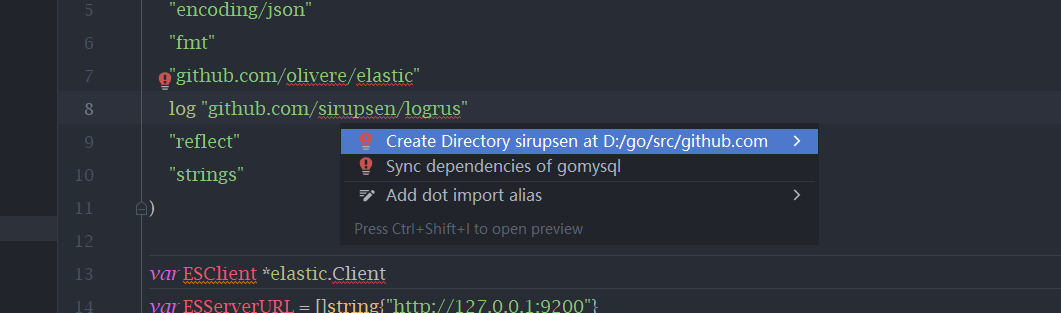 5 "encoding/json"
6 "fmt"
7 "github.com/olivere/elastic"
8 log "github.com/sirupsen/logrus"
9 "reflect"
Create Directory sirupsen at D:/go/src/github.com
10 "strings"
Sync dependencies of gomysql
Add dot import alias
11 )
Press Ctrl+Shift+I to open preview
12
13 var ESClient *elastic.Client
14 var ESServerURL = []string{"http://127.0.0.1:9200"}